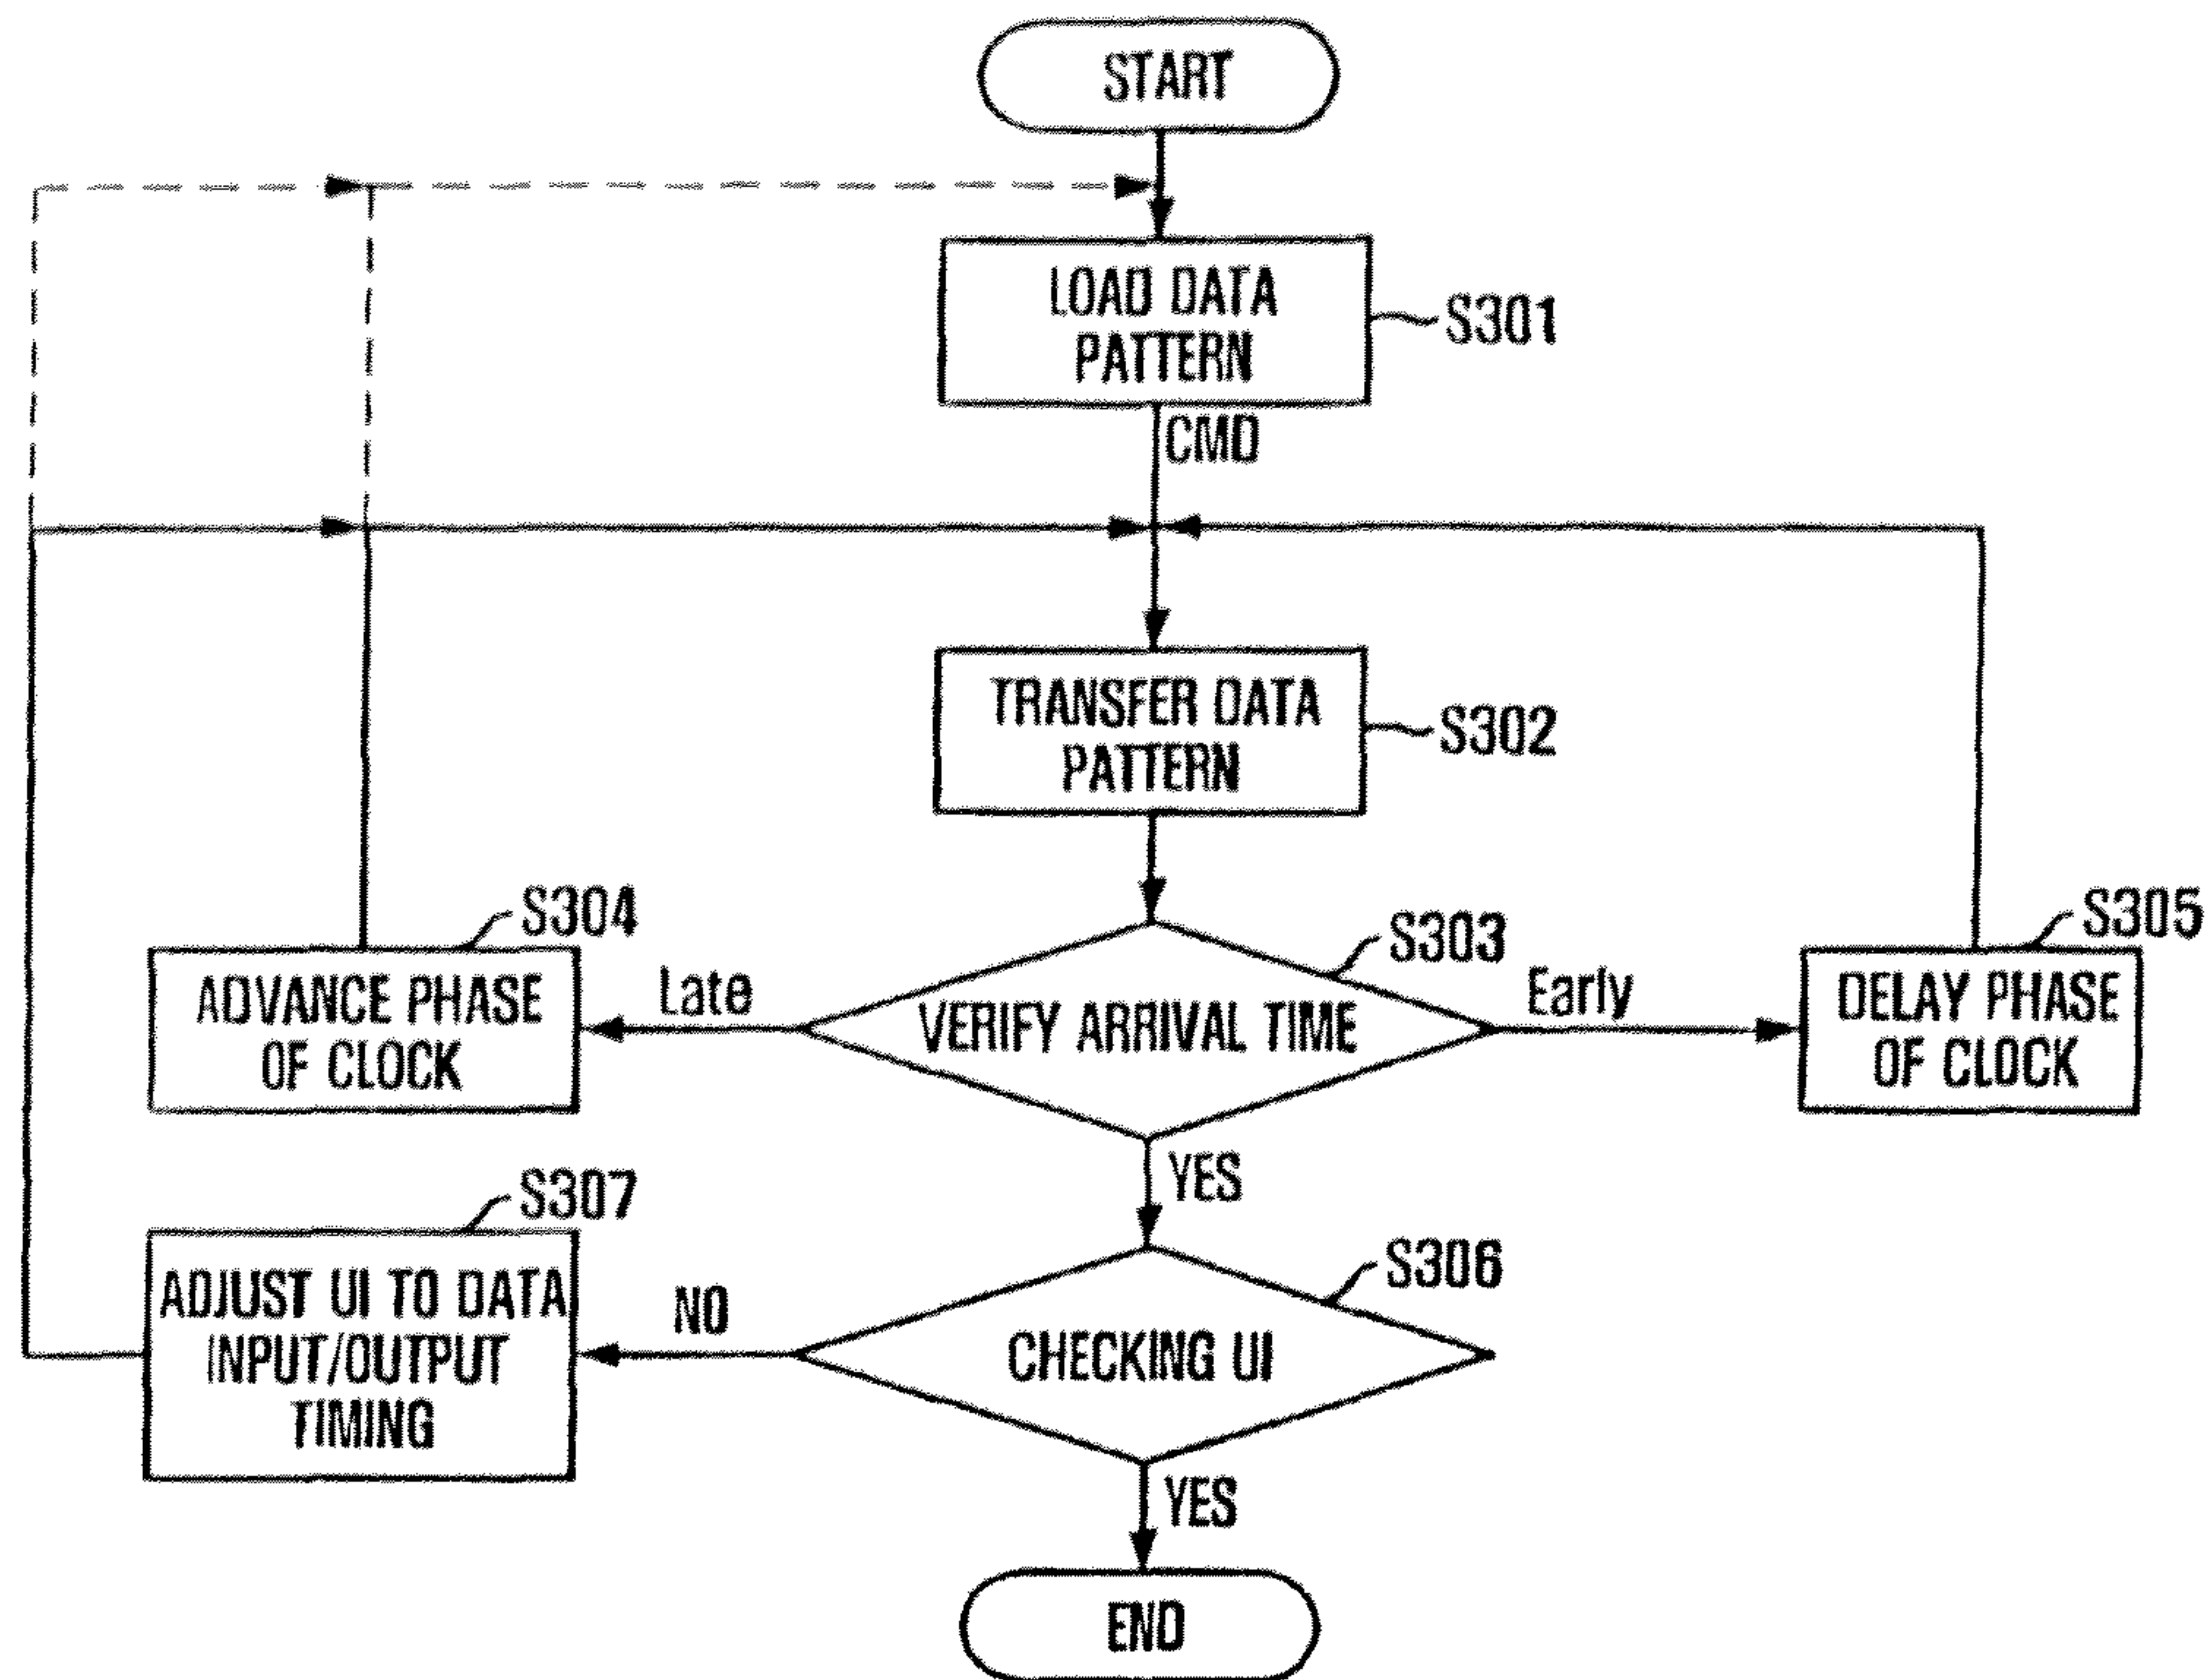 START
LOAD DATA
PATTERN
S301
CMD
TRANSFER DATA
PATTERN
S302
S304
ADVANCE PHASE
OF CLOCK
Late
S303
VERIFY ARRIVAL TIME
Early
S305
DELAY PHASE
OF CLOCK
YES
S307
ADJUST UI TO DATA
INPUT/OUTPUT
TIMING
NO
S306
CHECKING UI
YES
END